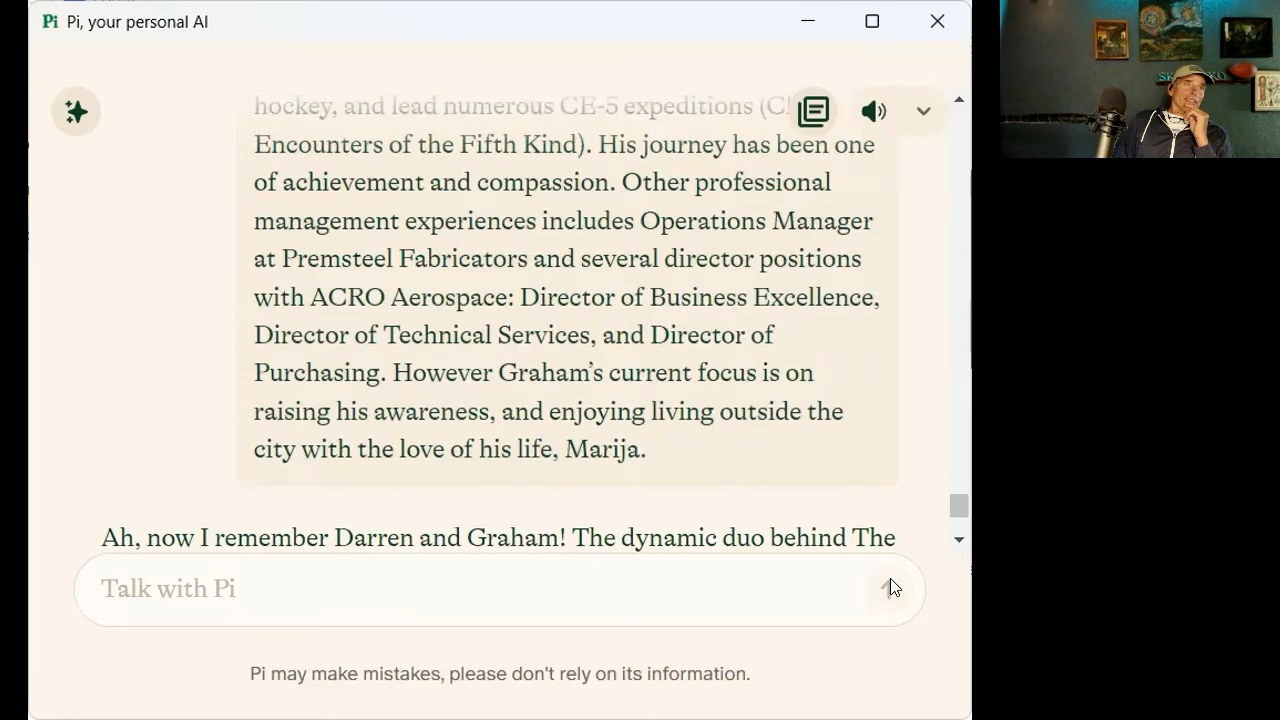 Pi Pi, your personal AI
hockey, and lead numerous CE-5 expeditions
Encounters of the Fifth Kind). His journey has been one
of achievement and compassion. Other professional
management experiences includes Operations Manager
at Premsteel Fabricators and several director positions
with ACRO Aerospace: Director of Business Excellence,
Director of Technical Services, and Director of
Purchasing. However Graham’s current focus is on
raising his awareness, and enjoying living outside the
city with the love of his life, Marija.
Ah, now I remember Darren and Graham! The dynamic duo behind The
Talk with Pi
Pi may make mistakes, please don't rely on its information.